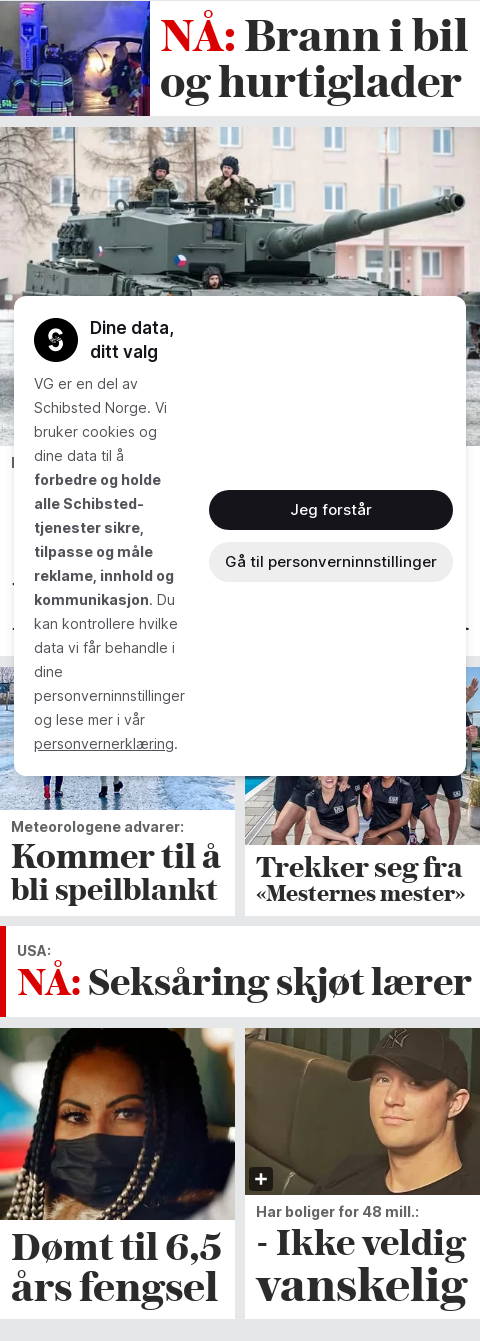 NÅ: Brann i bil
og hurtiglader
Dine data,
ditt valg
VG er en del av
Schibsted Norge. Vi
bruker cookies og
dine data til å
forbedre og holde
alle Schibsted-
tjenester sikre,
tilpasse og måle
reklame, innhold og
kommunikasjon. Du
kan kontrollere hvilke
data vi får behandle i
dine
personverninnstillinger
og lese mer i vår
personvernerklæring.
Jeg forstår
Gå til personverninnstillinger
Meteorologene advarer:
Kommer til å
bli speilblankt
Trekker seg fra
«Mesternes mester»
USA:
NÅ: Seksåring skjøt lærer
Dømt til 6,5
års fengsel
Har boliger for 48 mill.:
- Ikke veldig
vanskelig